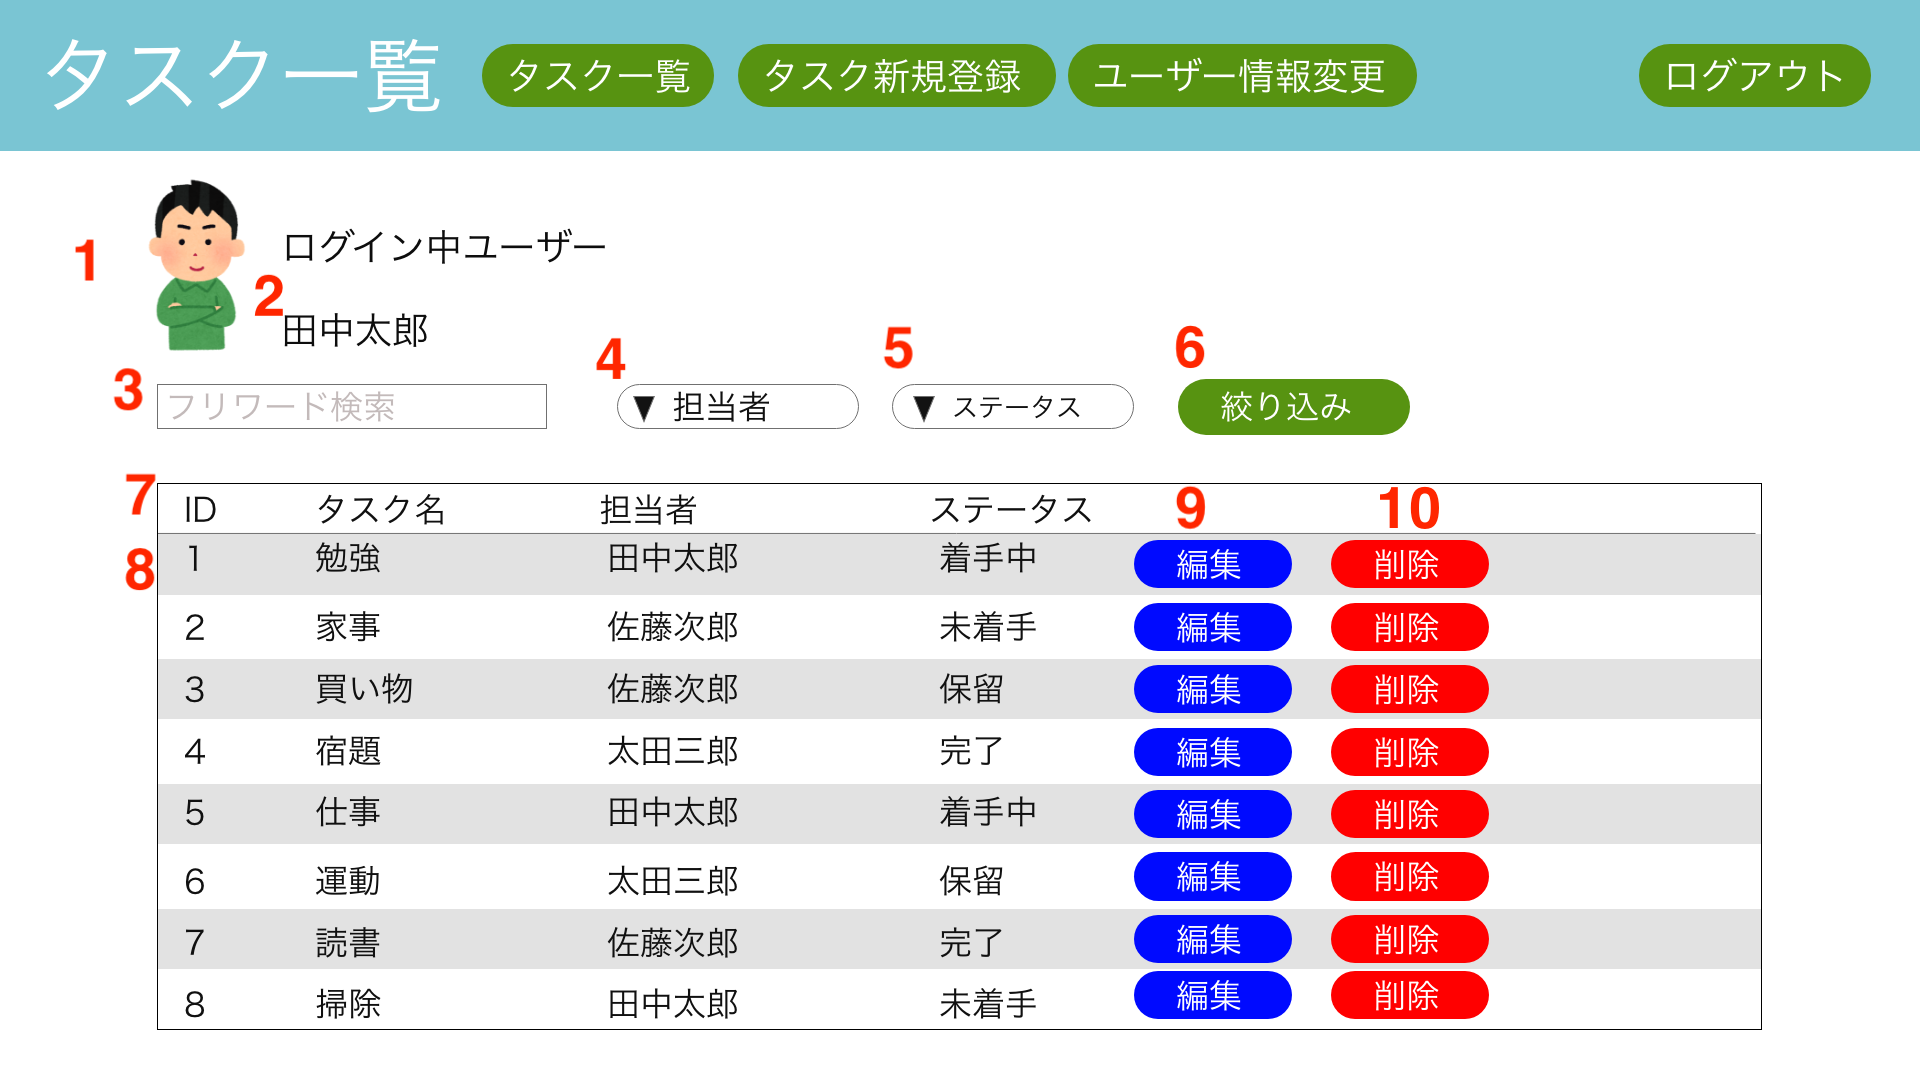 タスク一覧 タスク一覧 タスク新規登録 ユーザー情報変更 ログアウト
1 ログイン中ユーザー
2 田中太郎
3 フリワード検索 4 ▼ 担当者 5 ▼ ステータス 6 絞り込み
7 ID タスク名 担当者 ステータス 9 10
8 1 勉強 田中太郎 着手中 編集 削除
2 家事 佐藤次郎 未着手 編集 削除
3 買い物 佐藤次郎 保留 編集 削除
4 宿題 太田三郎 完了 編集 削除
5 仕事 田中太郎 着手中 編集 削除
6 運動 太田三郎 保留 編集 削除
7 読書 佐藤次郎 完了 編集 削除
8 掃除 田中太郎 未着手 編集 削除